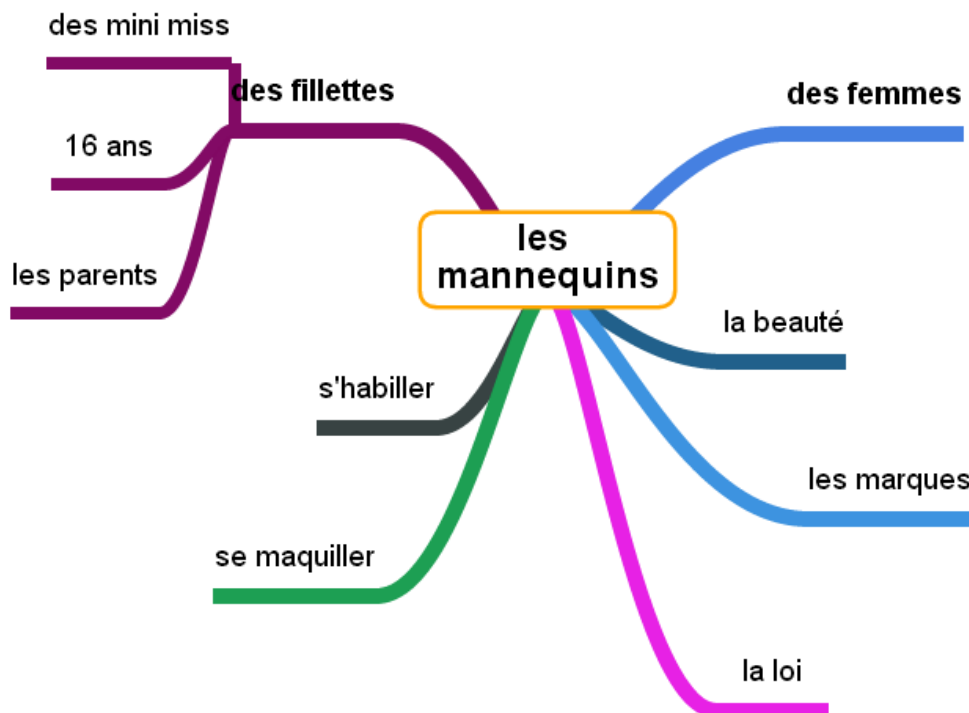 des mini miss
des fillettes
des femmes
16 ans
les
mannequins
les parents
la beauté
s'habiller
les marques
se maquiller
la loi